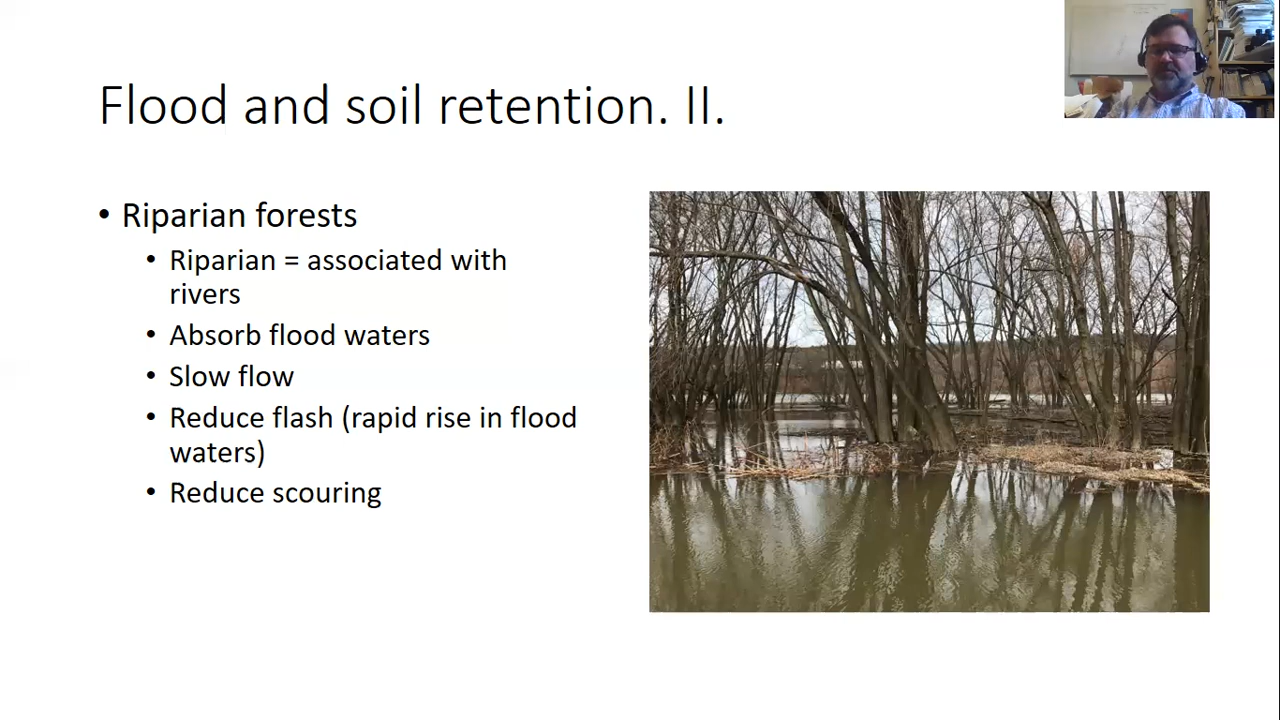 Flood and soil retention. II.
• Riparian forests
• Riparian = associated with
rivers
• Absorb flood waters
• Slow flow
• Reduce flash (rapid rise in flood
waters)
• Reduce scouring